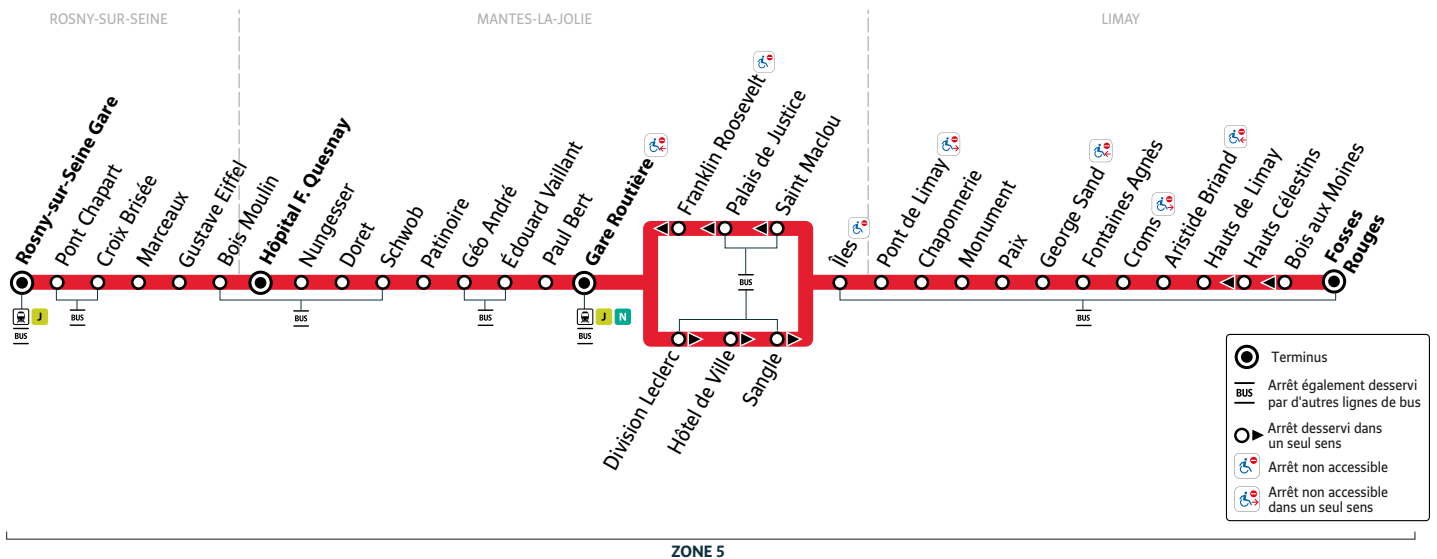 ROSNY-SUR-SEINE
MANTES-LA-JOLIE
LIMAY
Rosny-sur-Seine Gare
Pont Chappart
Croix Brisée
Marceaux
Gustave Eiffel
Bois Moulin
Hôpital F. Quesnay
Nungesser
Doret
Schwob
Patinoire
Géo André
Édouard Vaillant
Paul Bert
Gare Routière
Franklin Roosevelt
Palais de Justice
Saint Maclou
Division Leclerc
Hôtel de Ville
Sangle
Îles
Pont de Limay
Chaponnerie
Monument
Paix
George Sand
Fontaines Agnès
Croms
Aristide Briand
Hauts de Limay
Hauts Célestins
Bois aux Moines
Fosses
Rouges
J
BUS
BUS
BUS
BUS
J N
BUS
BUS
BUS
Terminus
BUS
Arrêt également desservi
par d'autres lignes de bus
Arrêt desservi dans
un seul sens
Arrêt non accessible
Arrêt non accessible
dans un seul sens
ZONE 5